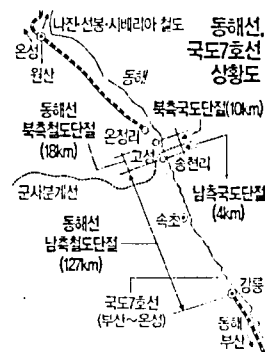 동해선,
국도7호선
상황도
나진·선봉·시베리아 철도
온성
원산
동해
동해선
북측철도단절
(18km)
북측국도단절(10km)
온정리
고성
송현리
군사분계선
남측국도단절
(4km)
동해선
남측철도단절
(127km)
속초
강릉
국도7호선
(부산~온성)
동해
부산